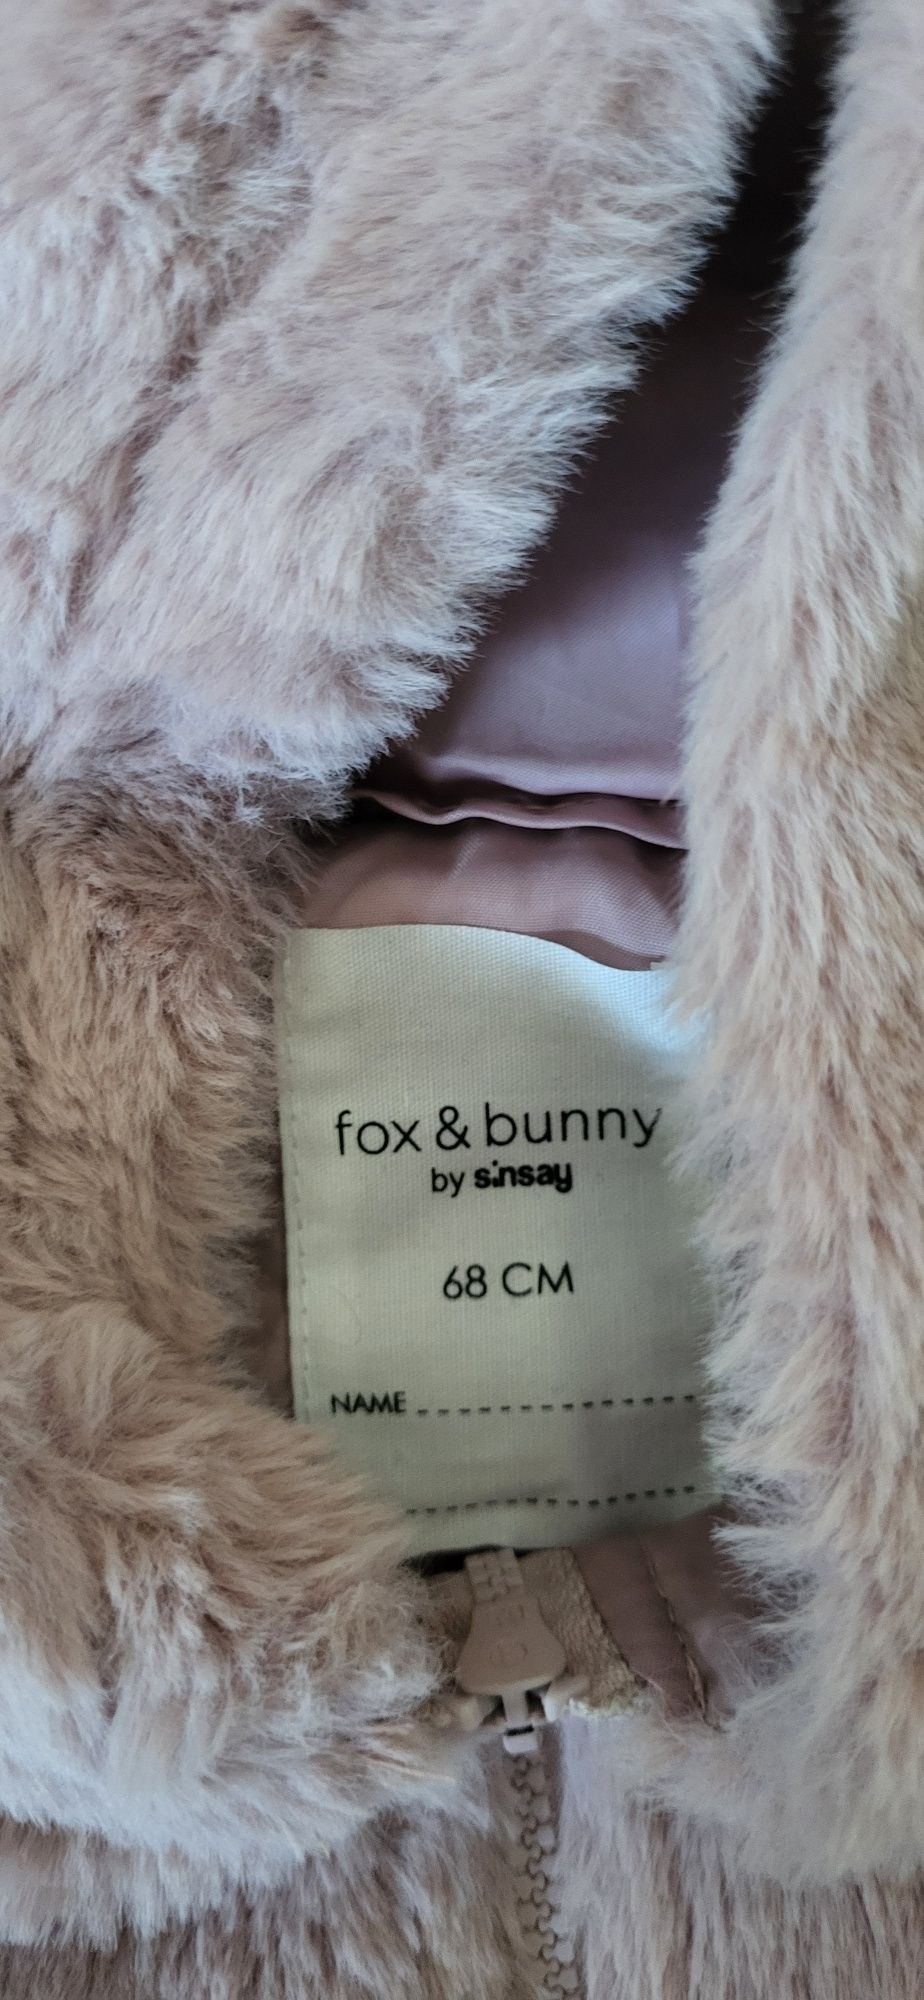 fox & bunny
by sinsay
68 CM
NAME